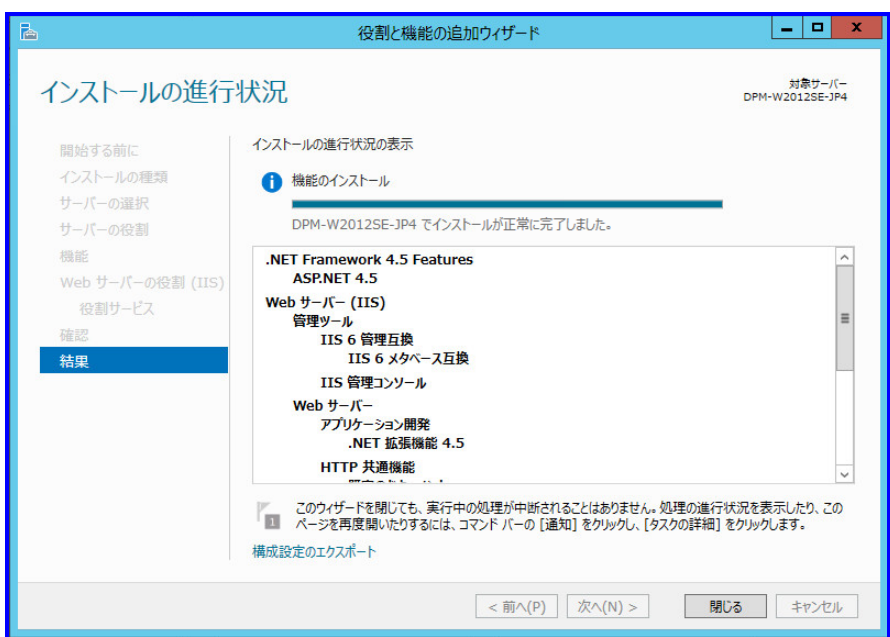 役割と機能の追加ウィザード
インストールの進行状況
対象サーバー
DPM-W2012SE-JP4
開始する前に
インストールの種類
サーバーの選択
サーバーの役割
機能
Web サーバーの役割 (IIS)
役割サービス
確認
結果
インストールの進行状況の表示
機能のインストール
DPM-W2012SE-JP4 でインストールが正常に完了しました。
.NET Framework 4.5 Features
ASP.NET 4.5
Web サーバー (IIS)
管理ツール
IIS 6 管理互換
IIS 6 メタベース互換
IIS 管理コンソール
Web サーバー
アプリケーション開発
.NET 拡張機能 4.5
HTTP 共通機能
1
このウィザードを閉じても、実行中の処理が中断されることはありません。処理の進行状況を表示したり、この
ページを再度開いたりするには、コマンド バーの [通知] をクリックし、[タスクの詳細] をクリックします。
構成設定のエクスポート
< 前へ(P)
次へ(N) >
閉じる
キャンセル